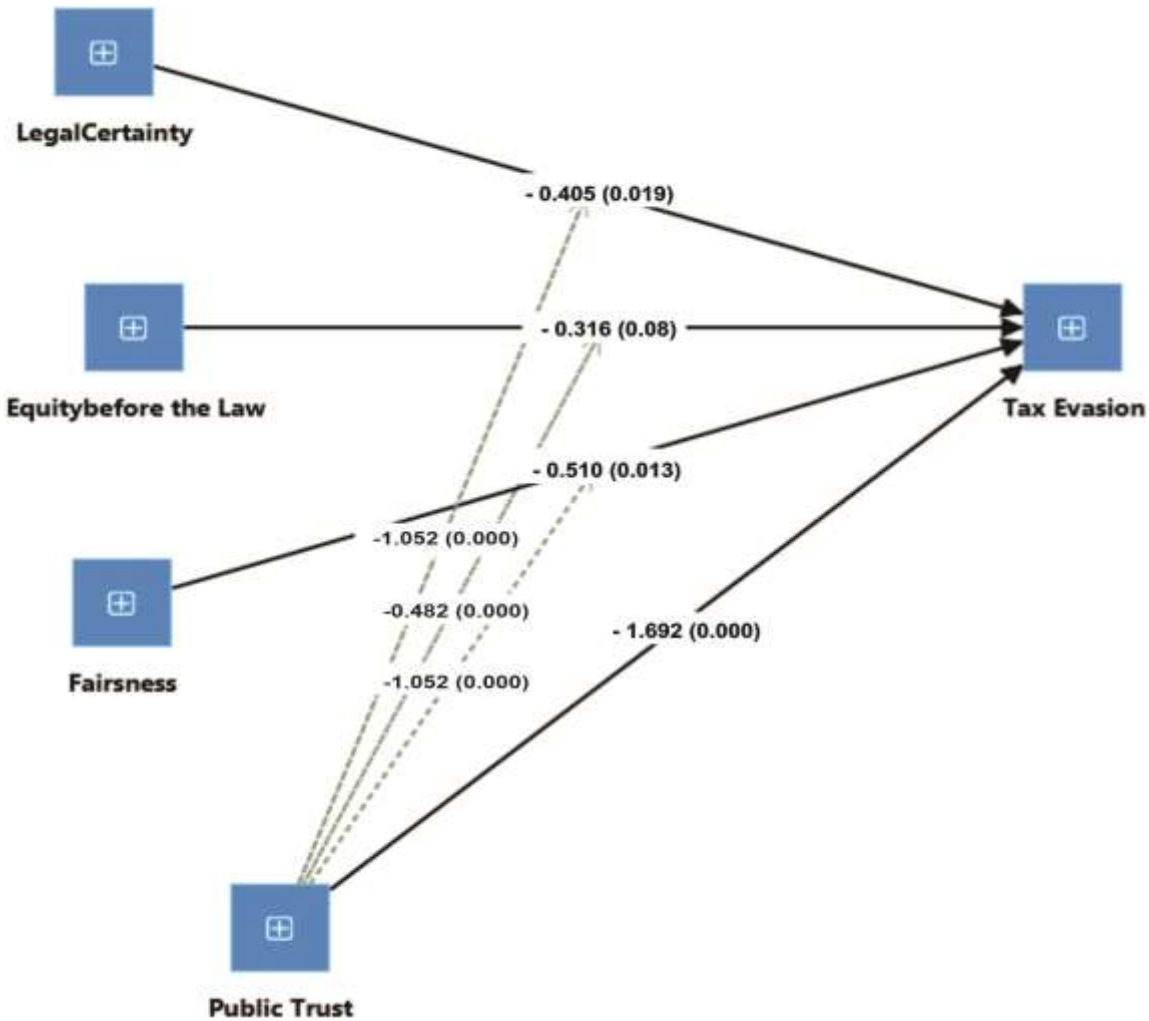 LegalCertainty
- 0.405 (0.019)
- 0.316 (0.08)
Equitybefore the Law
Tax Evasion
- 0.510 (0.013)
-1.052 (0.000)
-0.482 (0.000)
- 1.692 (0.000)
Fairsness
-1.052 (0.000)
Public Trust